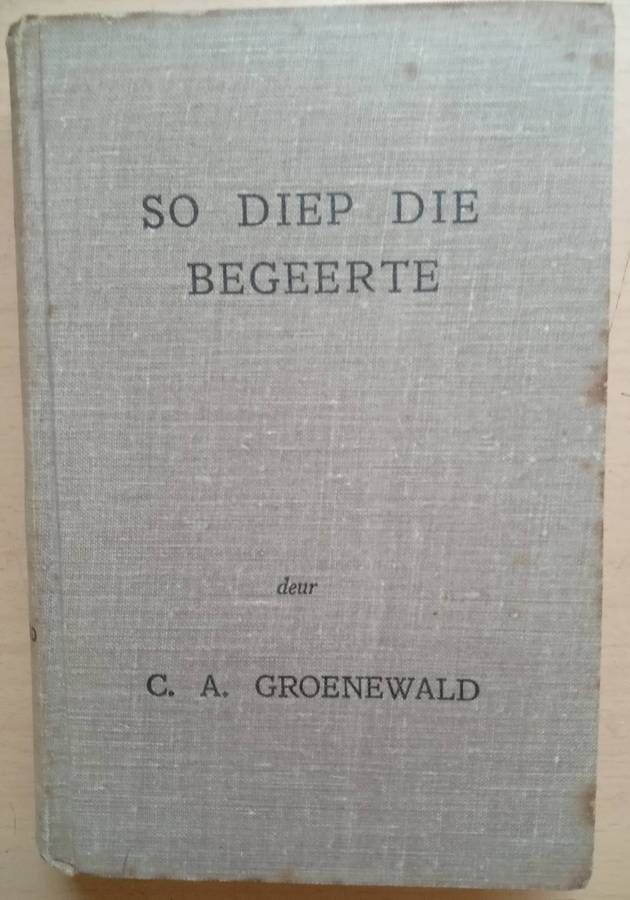 SO DIEP DIE
BEGEERTE
deur
C. A. GROENEWALD